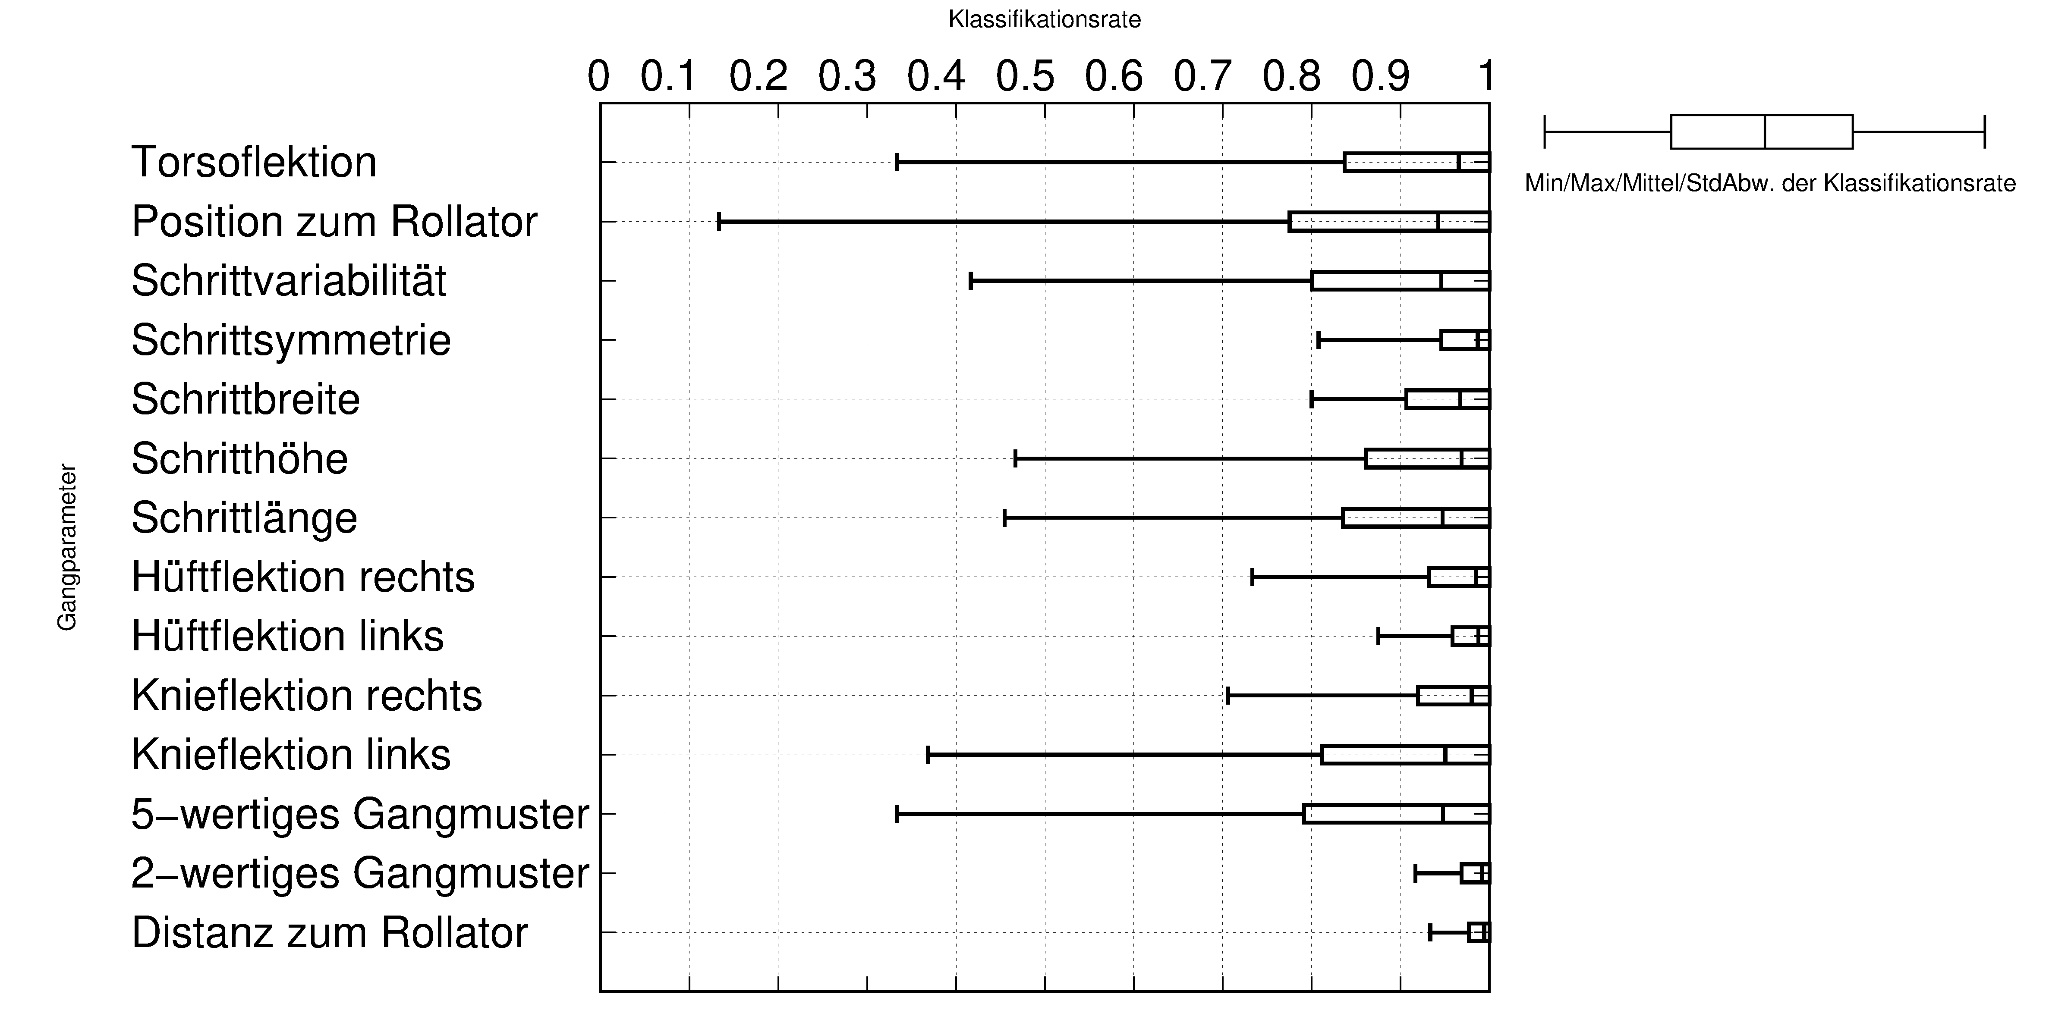 Klassifikationsrate
0 0.1 0.2 0.3 0.4 0.5 0.6 0.7 0.8 0.9 1
Min/Max/Mittel/StdAbw. der Klassifikationsrate
Gangparameter
Torsoflektion
Position zum Rollator
Schrittvariabilität
Schrittsymmetrie
Schrittbreite
Schritthöhe
Schrittlänge
Hüftflektion rechts
Hüftflektion links
Knieflektion rechts
Knieflektion links
5−wertiges Gangmuster
2−wertiges Gangmuster
Distanz zum Rollator